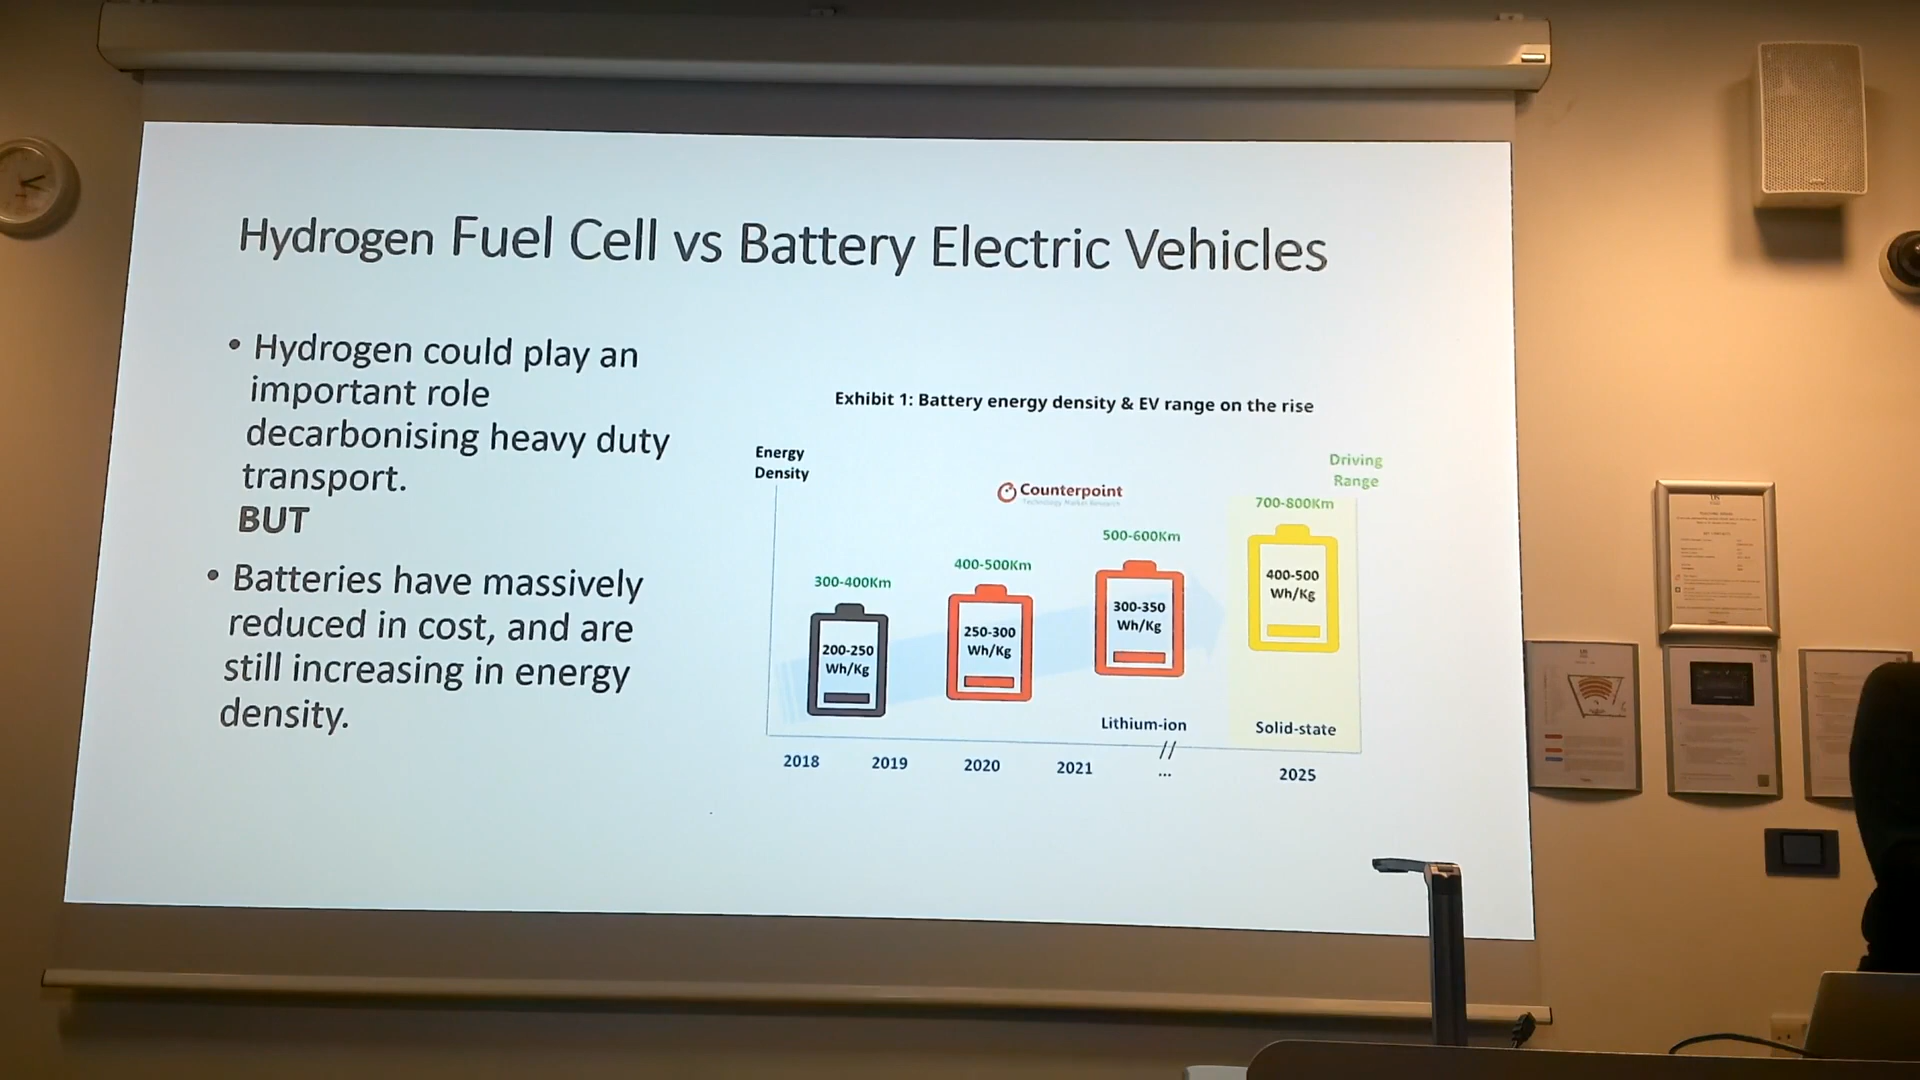 Hydrogen Fuel Cell vs Battery Electric Vehicles
• Hydrogen could play an
important role
decarbonising heavy duty
transport.
BUT
• Batteries have massively
reduced in cost, and are
still increasing in energy
density.
Exhibit 1: Battery energy density & EV range on the rise
Energy
Density
Driving
Range
Counterpoint
Technology Market Research
300-400Km
400-500Km
500-600Km
700-800Km
200-250
Wh/Kg
250-300
Wh/Kg
300-350
Wh/Kg
400-500
Wh/Kg
Lithium-ion
Solid-state
2018
2019
2020
2021
...
2025